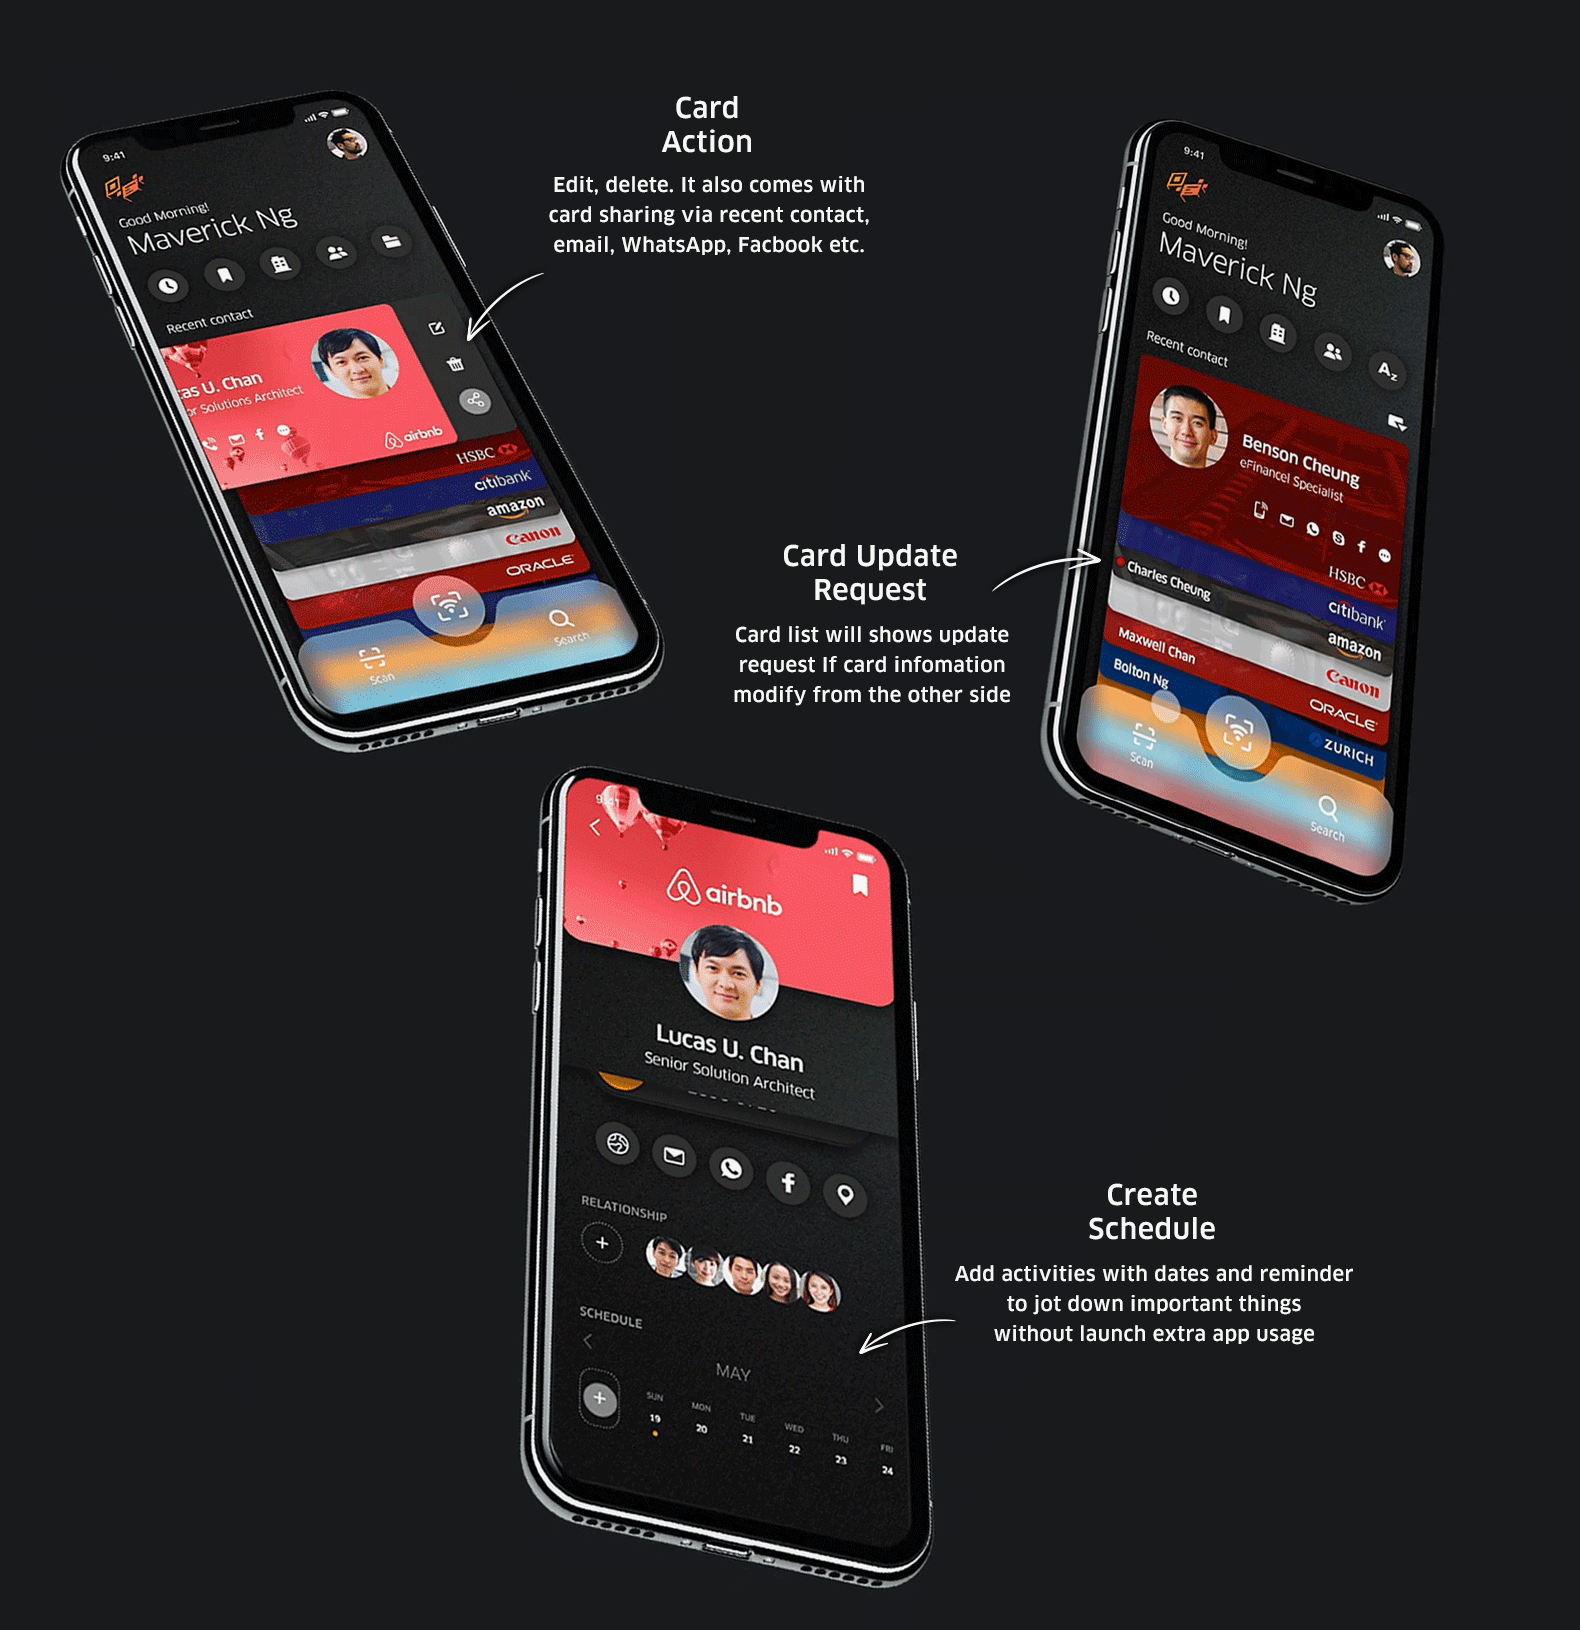 9:41
Good Morning!
Maverick Ng
Recent contact
cas U. Chan
or Solutions Architect
airbnb
HSBC
citibank
amazon
Canon
ORACLE
Scan
Search
Card
Action
Edit, delete. It also comes with
card sharing via recent contact,
email, WhatsApp, Facbook etc.
9:41
Good Morning!
Maverick Ng
Recent contact
Az
Benson Cheung
eFinancel Specialist
HSBC
citibank
Charles Cheung
amazon
Canon
Maxwell Chan
ORACLE
Bolton Ng
ZURICH
Scan
Search
Card Update
Request
Card list will shows update
request If card infomation
modify from the other side
9:41
airbnb
Lucas U. Chan
Senior Solution Architect
RELATIONSHIP
SCHEDULE
MAY
SUN MON TUE WED THU FRI
19 20 21 22 23 24
Create
Schedule
Add activities with dates and reminder
to jot down important things
without launch extra app usage